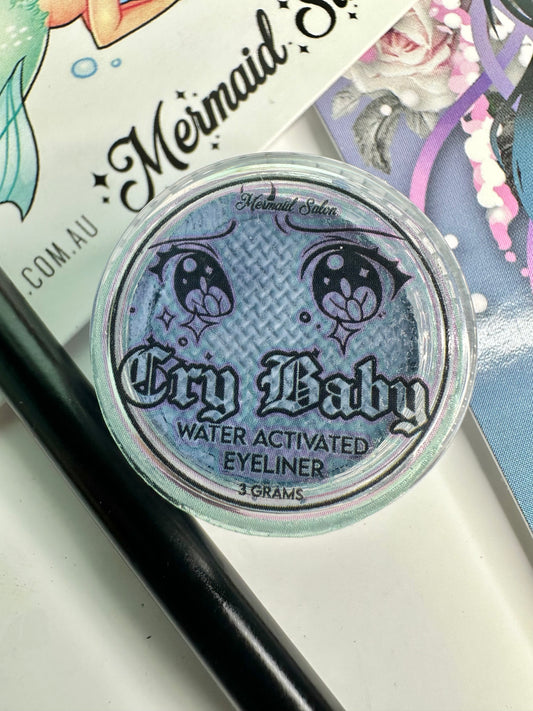 Mermaid Sa
.COM.AU
Mermaid Salon
Cry Baby
WATER ACTIVATED
EYELINER
3 GRAMS